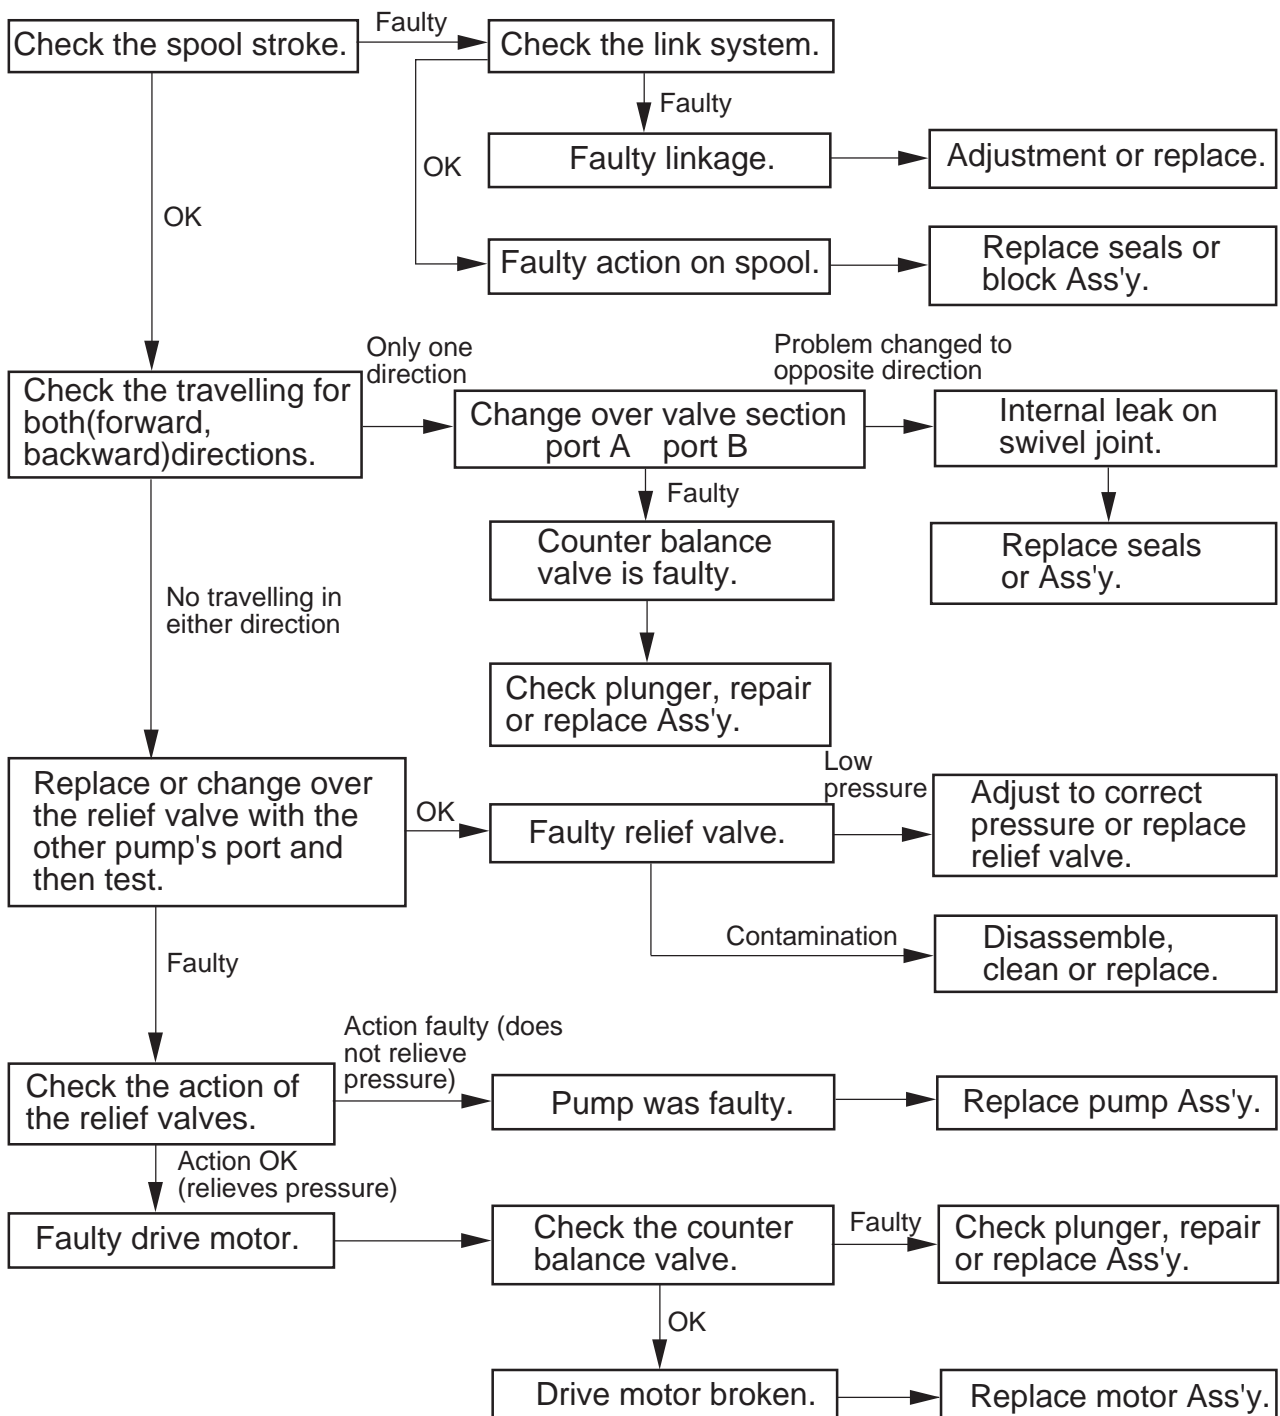 Check the spool stroke.
Faulty
Check the link system.
Faulty
OK
Faulty linkage.
Adjustment or replace.
OK
Faulty action on spool.
Replace seals or
block Ass'y.
Only one
direction
Problem changed to
opposite direction
Check the travelling for
both(forward,
backward)directions.
Change over valve section
port A port B
Internal leak on
swivel joint.
Faulty
Counter balance
valve is faulty.
Replace seals
or Ass'y.
No travelling in
either direction
Check plunger, repair
or replace Ass'y.
Replace or change over
the relief valve with the
other pump's port and
then test.
OK
Faulty relief valve.
Low
pressure
Adjust to correct
pressure or replace
relief valve.
Contamination
Disassemble,
clean or replace.
Faulty
Action faulty (does
not relieve
pressure)
Check the action of
the relief valves.
Pump was faulty.
Replace pump Ass'y.
Action OK
(relieves pressure)
Faulty drive motor.
Check the counter
balance valve.
Faulty
Check plunger, repair
or replace Ass'y.
OK
Drive motor broken.
Replace motor Ass'y.